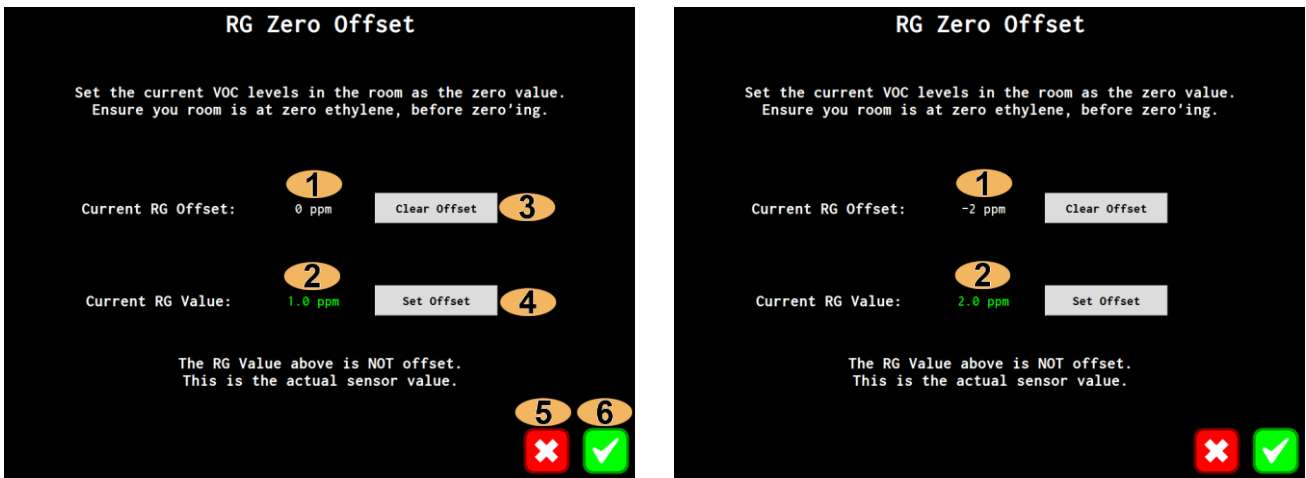 RG Zero Offset
Set the current VOC levels in the room as the zero value.
Ensure you room is at zero ethylene, before zero'ing.
1
Current RG Offset: 0 ppm Clear Offset 3
2
Current RG Value: 1.0 ppm Set Offset 4
The RG Value above is NOT offset.
This is the actual sensor value.
5 6
RG Zero Offset
Set the current VOC levels in the room as the zero value.
Ensure you room is at zero ethylene, before zero'ing.
1
Current RG Offset: -2 ppm Clear Offset
2
Current RG Value: 2.0 ppm Set Offset
The RG Value above is NOT offset.
This is the actual sensor value.